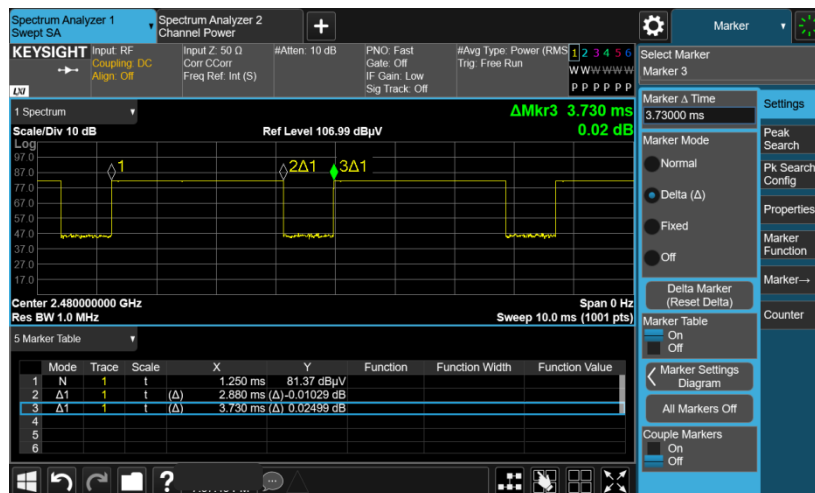 Spectrum Analyzer 1
Swept SA
Spectrum Analyzer 2
Channel Power
Marker
KEYSIGHT
LXI
Input: RF
Coupling: DC
Align: Off
Input Z: 50 Ω
Corr CCorr
Freq Ref: Int (S)
#Atten: 10 dB
PNO: Fast
Gate: Off
IF Gain: Low
Sig Track: Off
#Avg Type: Power (RMS
Trig: Free Run
1 2 3 4 5 6
W W W W W W
P P P P P P
Select Marker
Marker 3
1 Spectrum
ΔMkr3 3.730 ms
0.02 dB
Scale/Div 10 dB
Ref Level 106.99 dBµV
Log
97.0
87.0
77.0
67.0
57.0
47.0
37.0
27.0
17.0
1
2Δ1
3Δ1
Center 2.480000000 GHz
Res BW 1.0 MHz
Span 0 Hz
Sweep 10.0 ms (1001 pts)
5 Marker Table
Mode Trace Scale X Y Function Function Width Function Value
1 N 1 t 1.250 ms 81.37 dBµV
2 Δ1 1 t (Δ) 2.880 ms (Δ) -0.01029 dB
3 Δ1 1 t (Δ) 3.730 ms (Δ) 0.02499 dB
4
5
6
Marker Δ Time
3.73000 ms
Marker Mode
Normal
Delta (Δ)
Fixed
Off
Delta Marker
(Reset Delta)
Marker Table
On
Off
Marker Settings
Diagram
All Markers Off
Couple Markers
On
Off
Settings
Peak
Search
Pk Search
Config
Properties
Marker
Function
Marker→
Counter
?